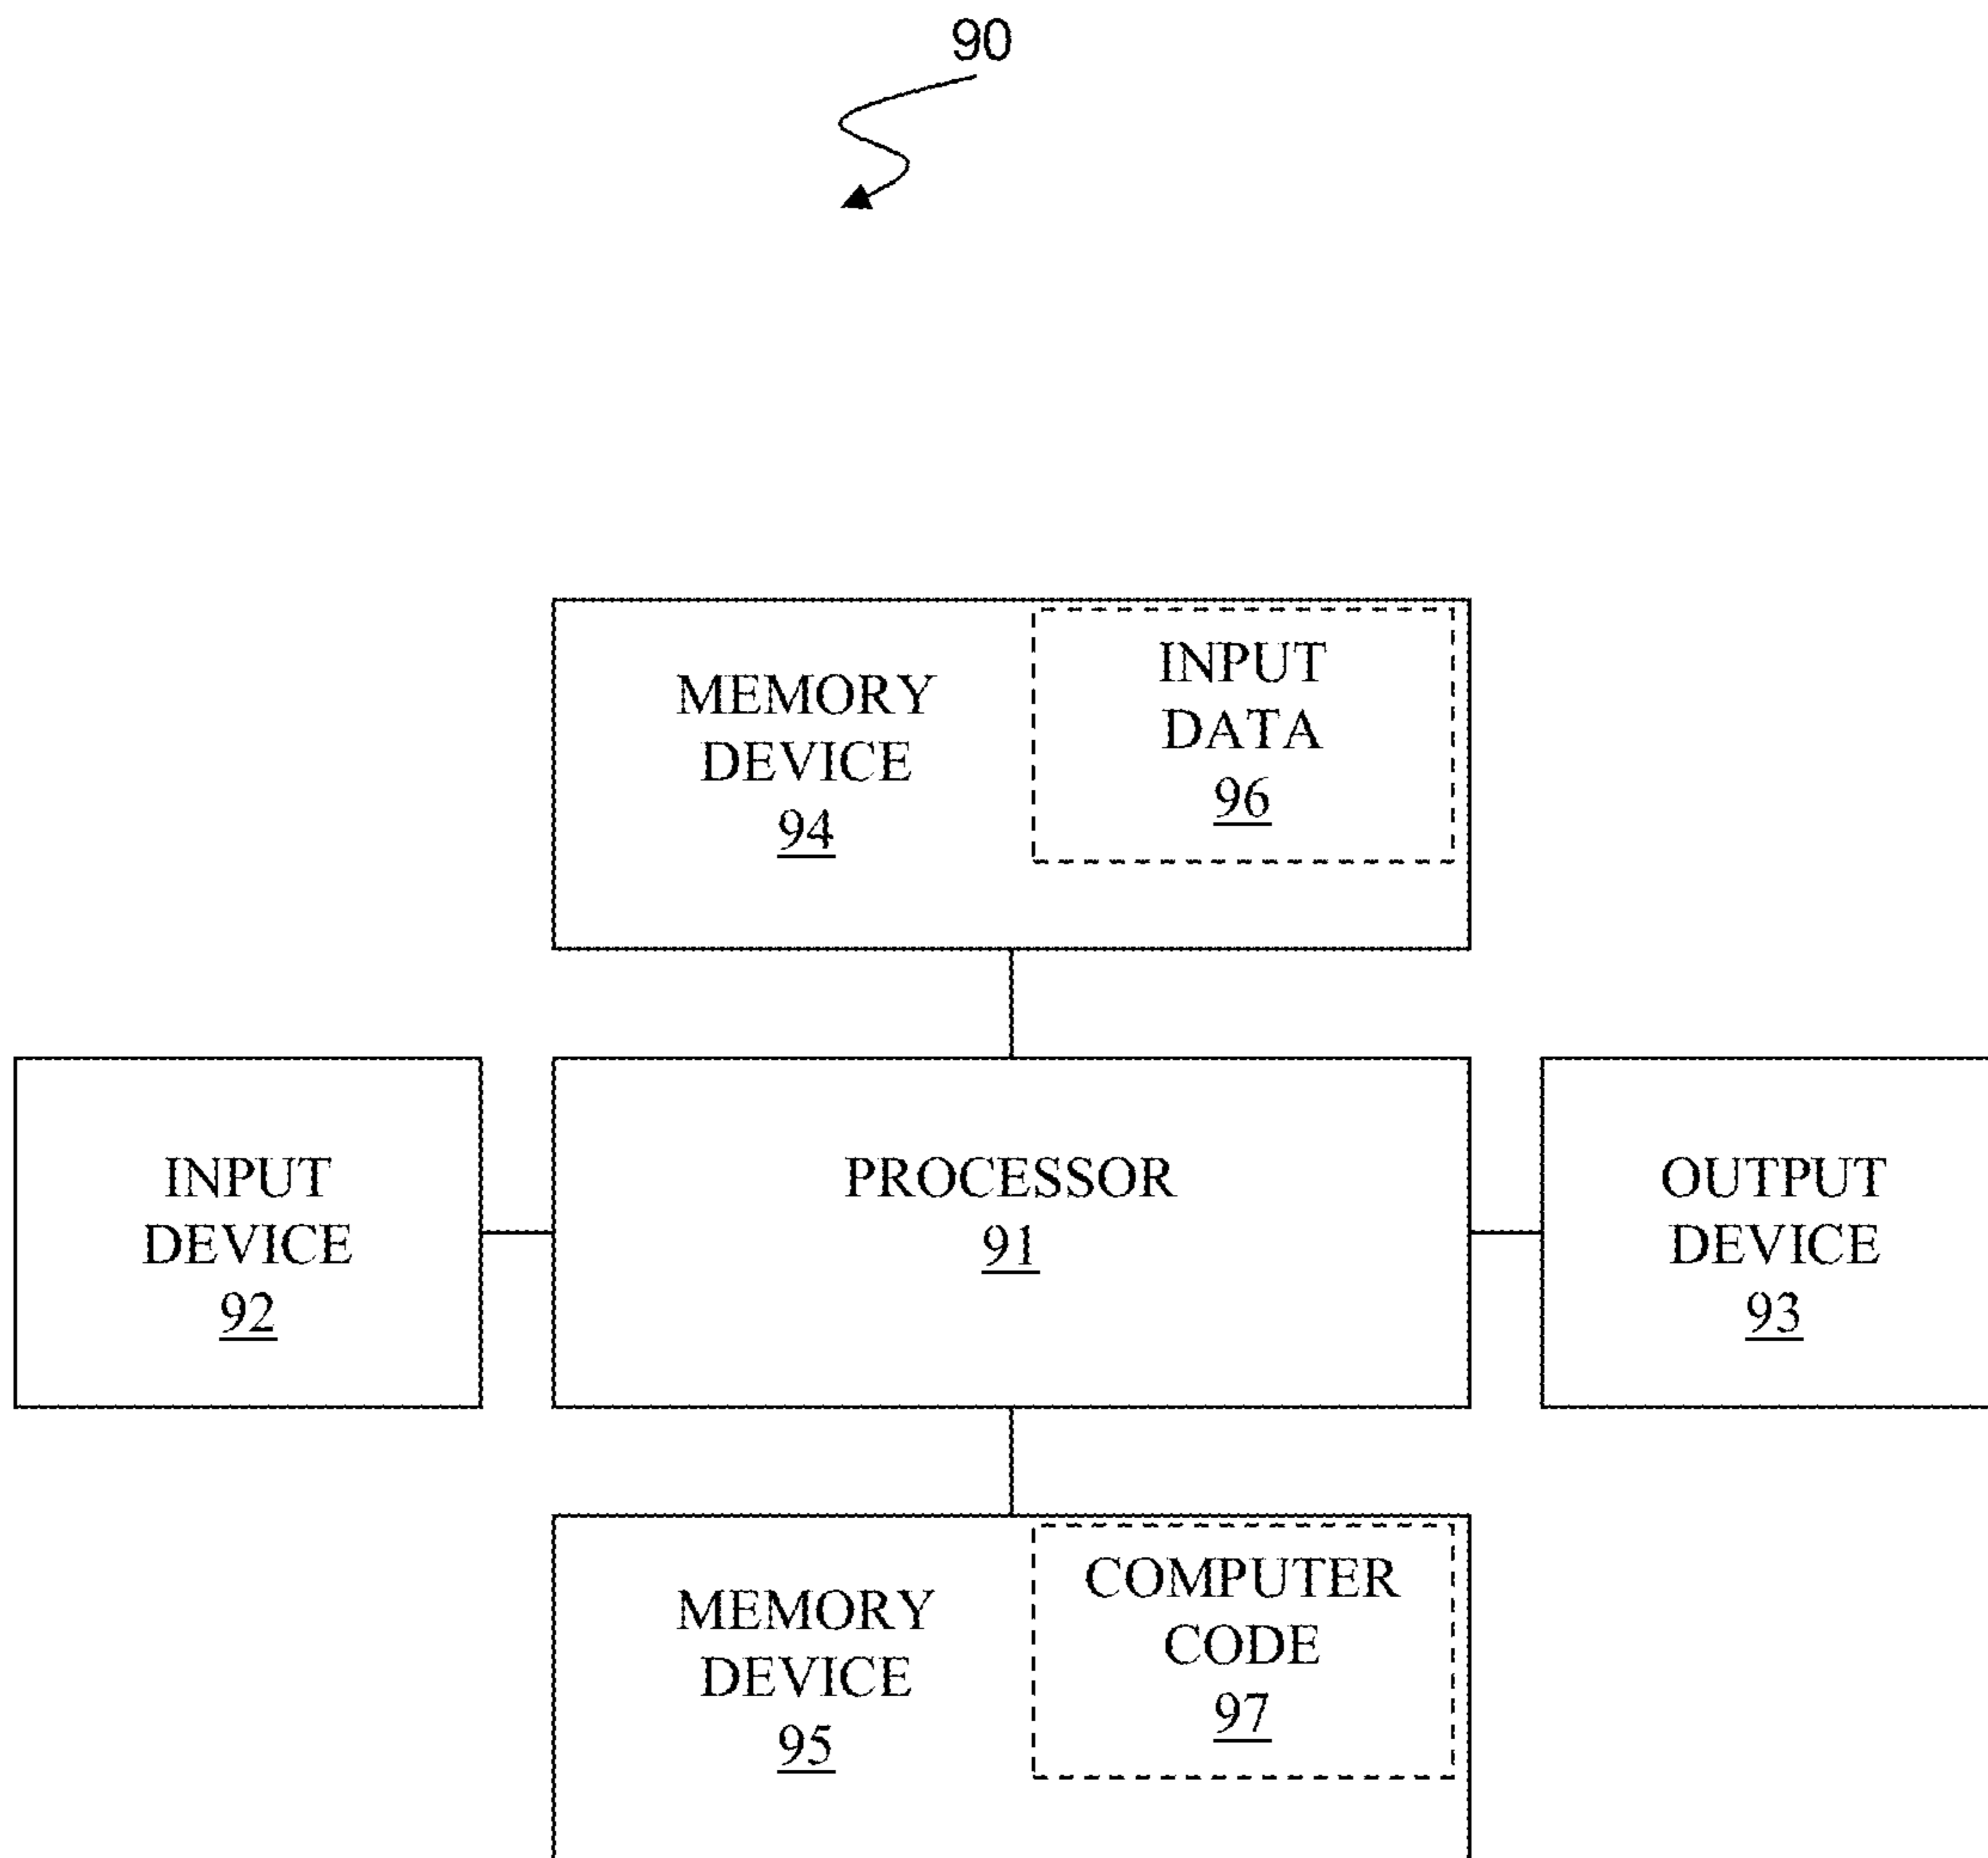 90
MEMORY
DEVICE
94
INPUT
DATA
96
INPUT
DEVICE
92
PROCESSOR
91
OUTPUT
DEVICE
93
MEMORY
DEVICE
95
COMPUTER
CODE
97